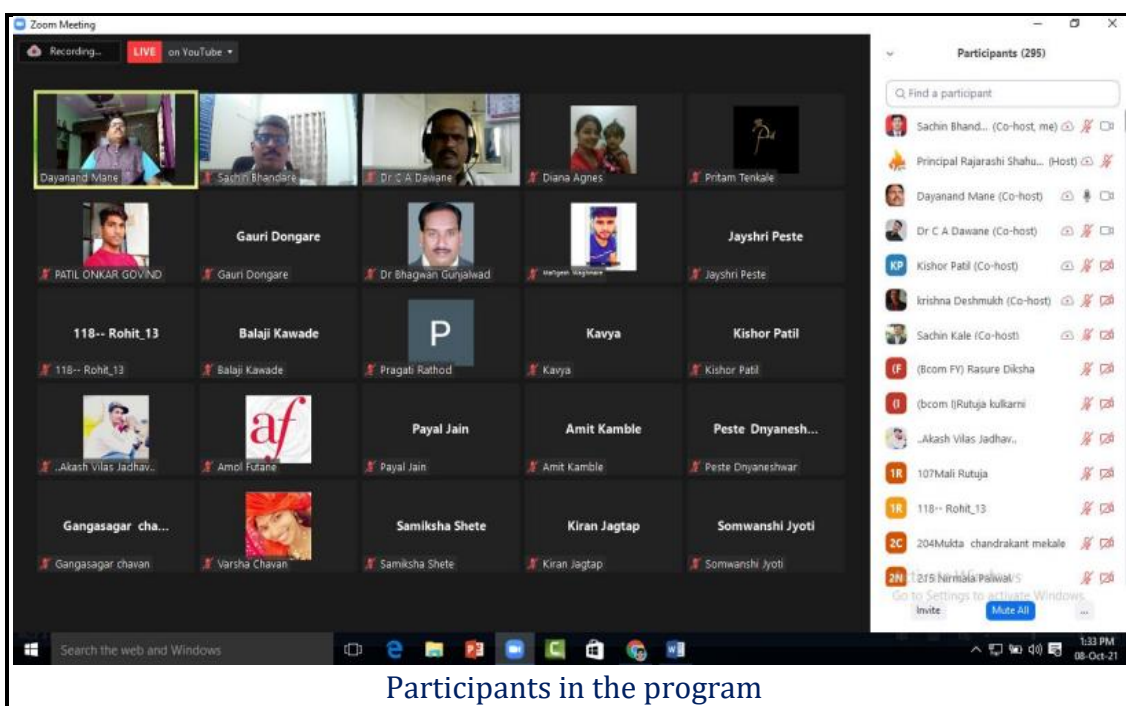 Zoom Meeting
Recording...
LIVE on YouTube
Participants (295)
Find a participant
Dayanand Mane
Sachin Bhandare
Dr C A Dawane
Diana Agnes
Pritam Tenkale
PATIL ONKAR GOVIND
Gauri Dongare
Gauri Dongare
Dr Bhagwan Gunjalwad
Jayshri Peste
Jayshri Peste
118-- Rohit_13
118-- Rohit_13
Balaji Kawade
Balaji Kawade
P
Pragati Rathod
Kavya
Kavya
Kishor Patil
Kishor Patil
..Akash Vilas Jadhav..
af
Amol Futane
Payal Jain
Payal Jain
Amit Kamble
Amit Kamble
Peste Dnyanesh...
Peste Dnyaneshwar
Gangasagar cha...
Gangasagar chavan
Varsha Chavan
Samiksha Shete
Samiksha Shete
Kiran Jagtap
Kiran Jagtap
Somwanshi Jyoti
Somwanshi Jyoti
Sachin Bhand... (Co-host, me)
Principal Rajarashi Shahu... (Host)
Dayanand Mane (Co-host)
Dr C A Dawane (Co-host)
KP Kishor Patil (Co-host)
krishna Deshmukh (Co-host)
Sachin Kale (Co-host)
(F (Bcom FY) Rasure Diksha
(I (bcom I)Rutuja kulkarni
..Akash Vilas Jadhav..
1R 107Mali Rutuja
1R 118-- Rohit_13
2C 204Mukta chandrakant mekale
2N 215 Nirmala Paliwal
Go to Settings to activate Windows.
Invite
Mute All
...
Search the web and Windows
1:33 PM
08-Oct-21
Participants in the program